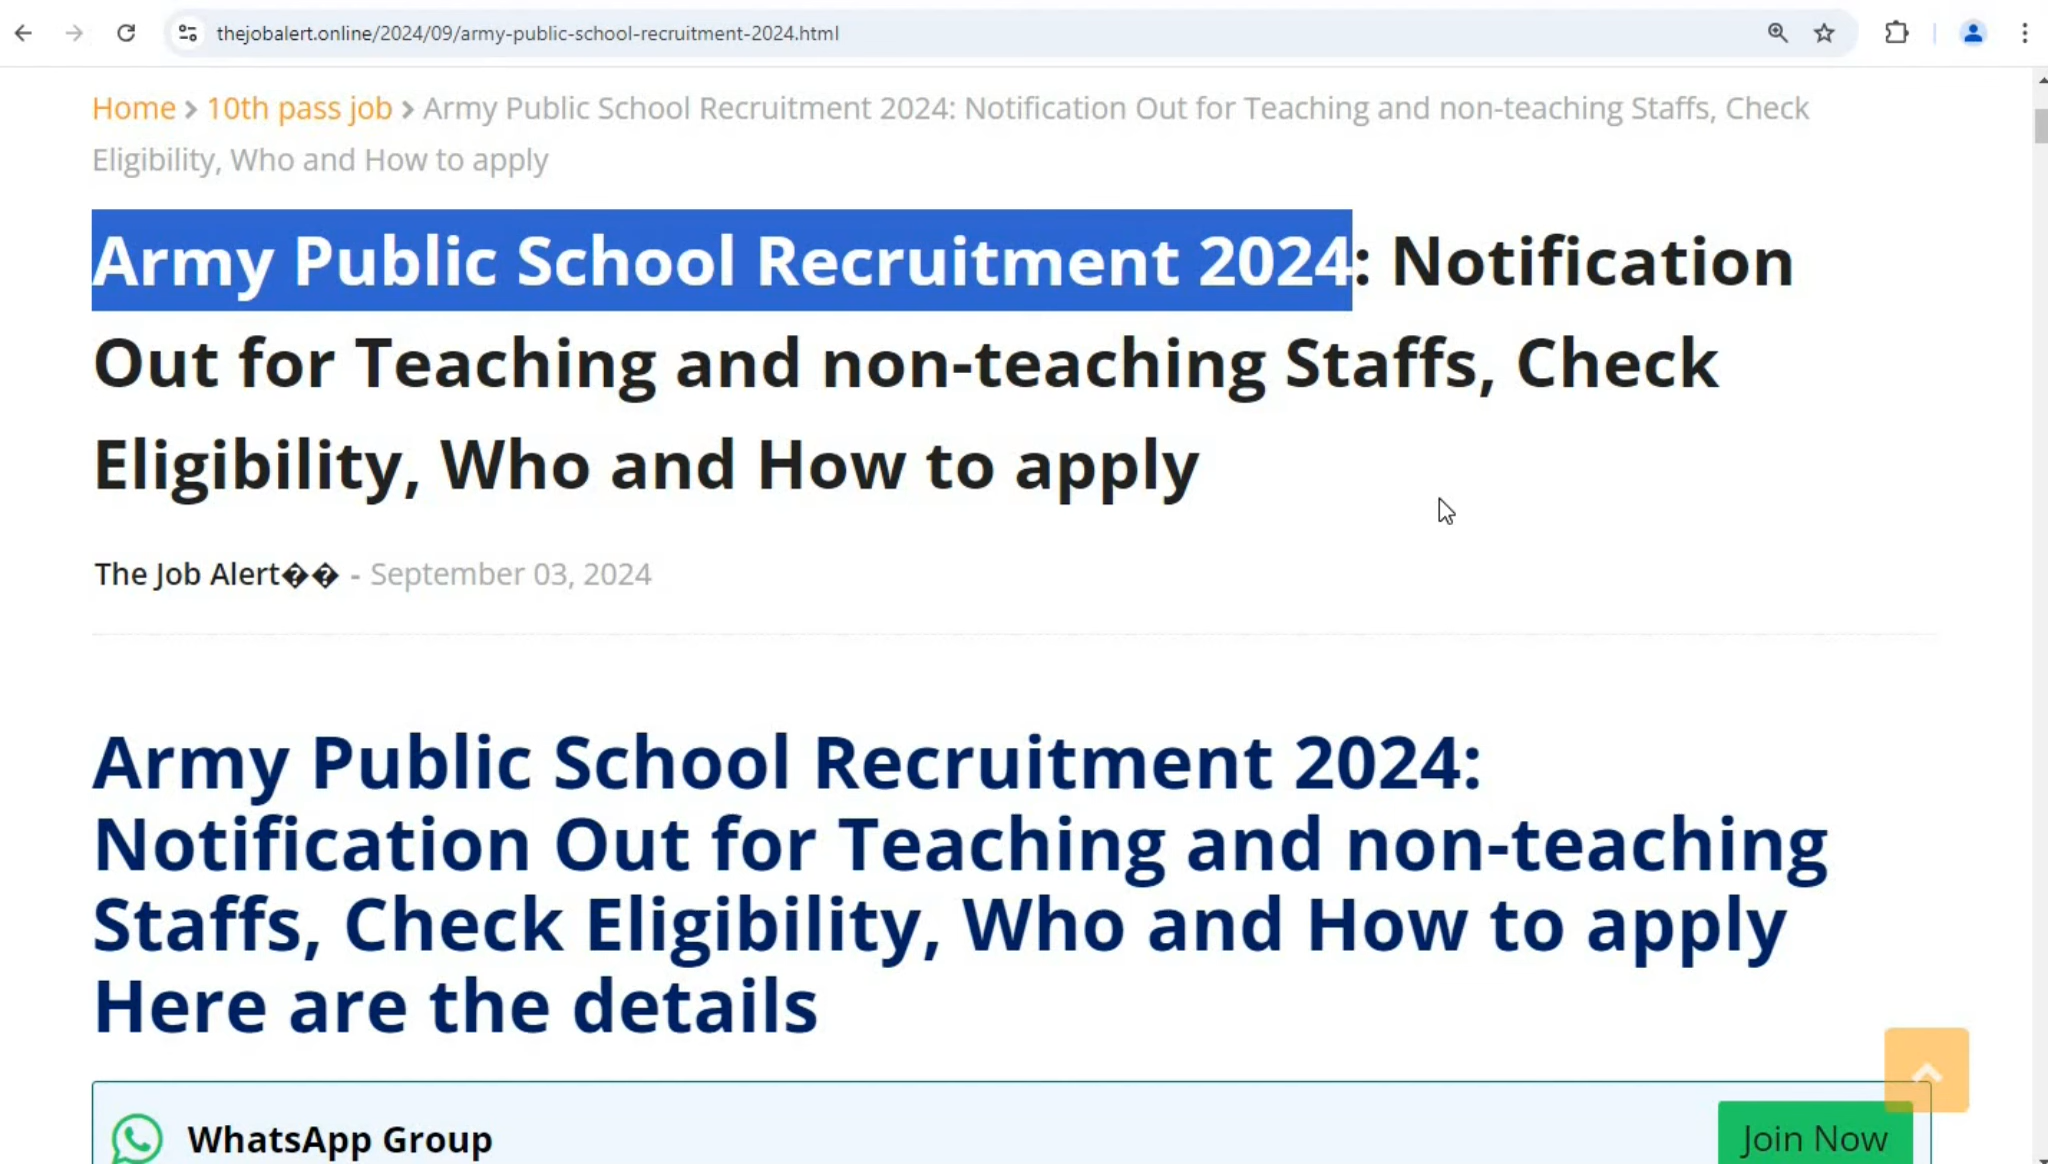 thejobalert.online/2024/09/army-public-school-recruitment-2024.html
Home > 10th pass job > Army Public School Recruitment 2024: Notification Out for Teaching and non-teaching Staffs, Check
Eligibility, Who and How to apply
Army Public School Recruitment 2024: Notification
Out for Teaching and non-teaching Staffs, Check
Eligibility, Who and How to apply
The Job Alert�� - September 03, 2024
Army Public School Recruitment 2024:
Notification Out for Teaching and non-teaching
Staffs, Check Eligibility, Who and How to apply
Here are the details
WhatsApp Group
Join Now